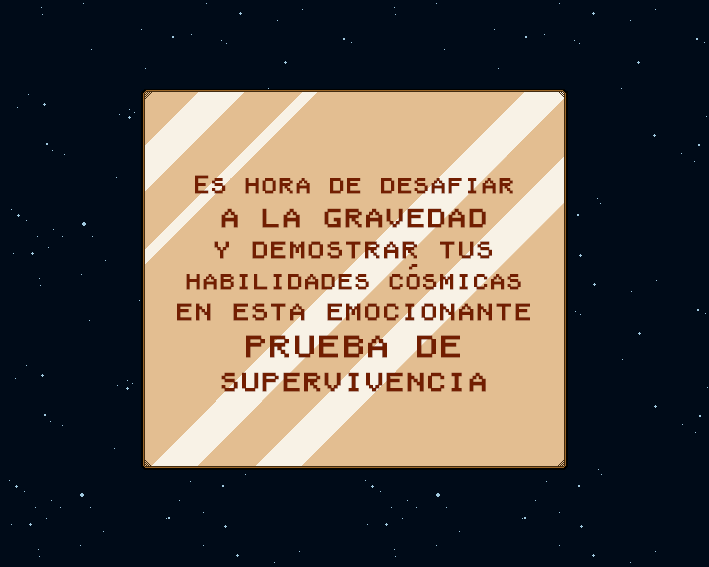 Es hora de desafiar
a la gravedad
y demostrar tus
habilidades cósmicas
en esta emocionante
prueba de
supervivencia